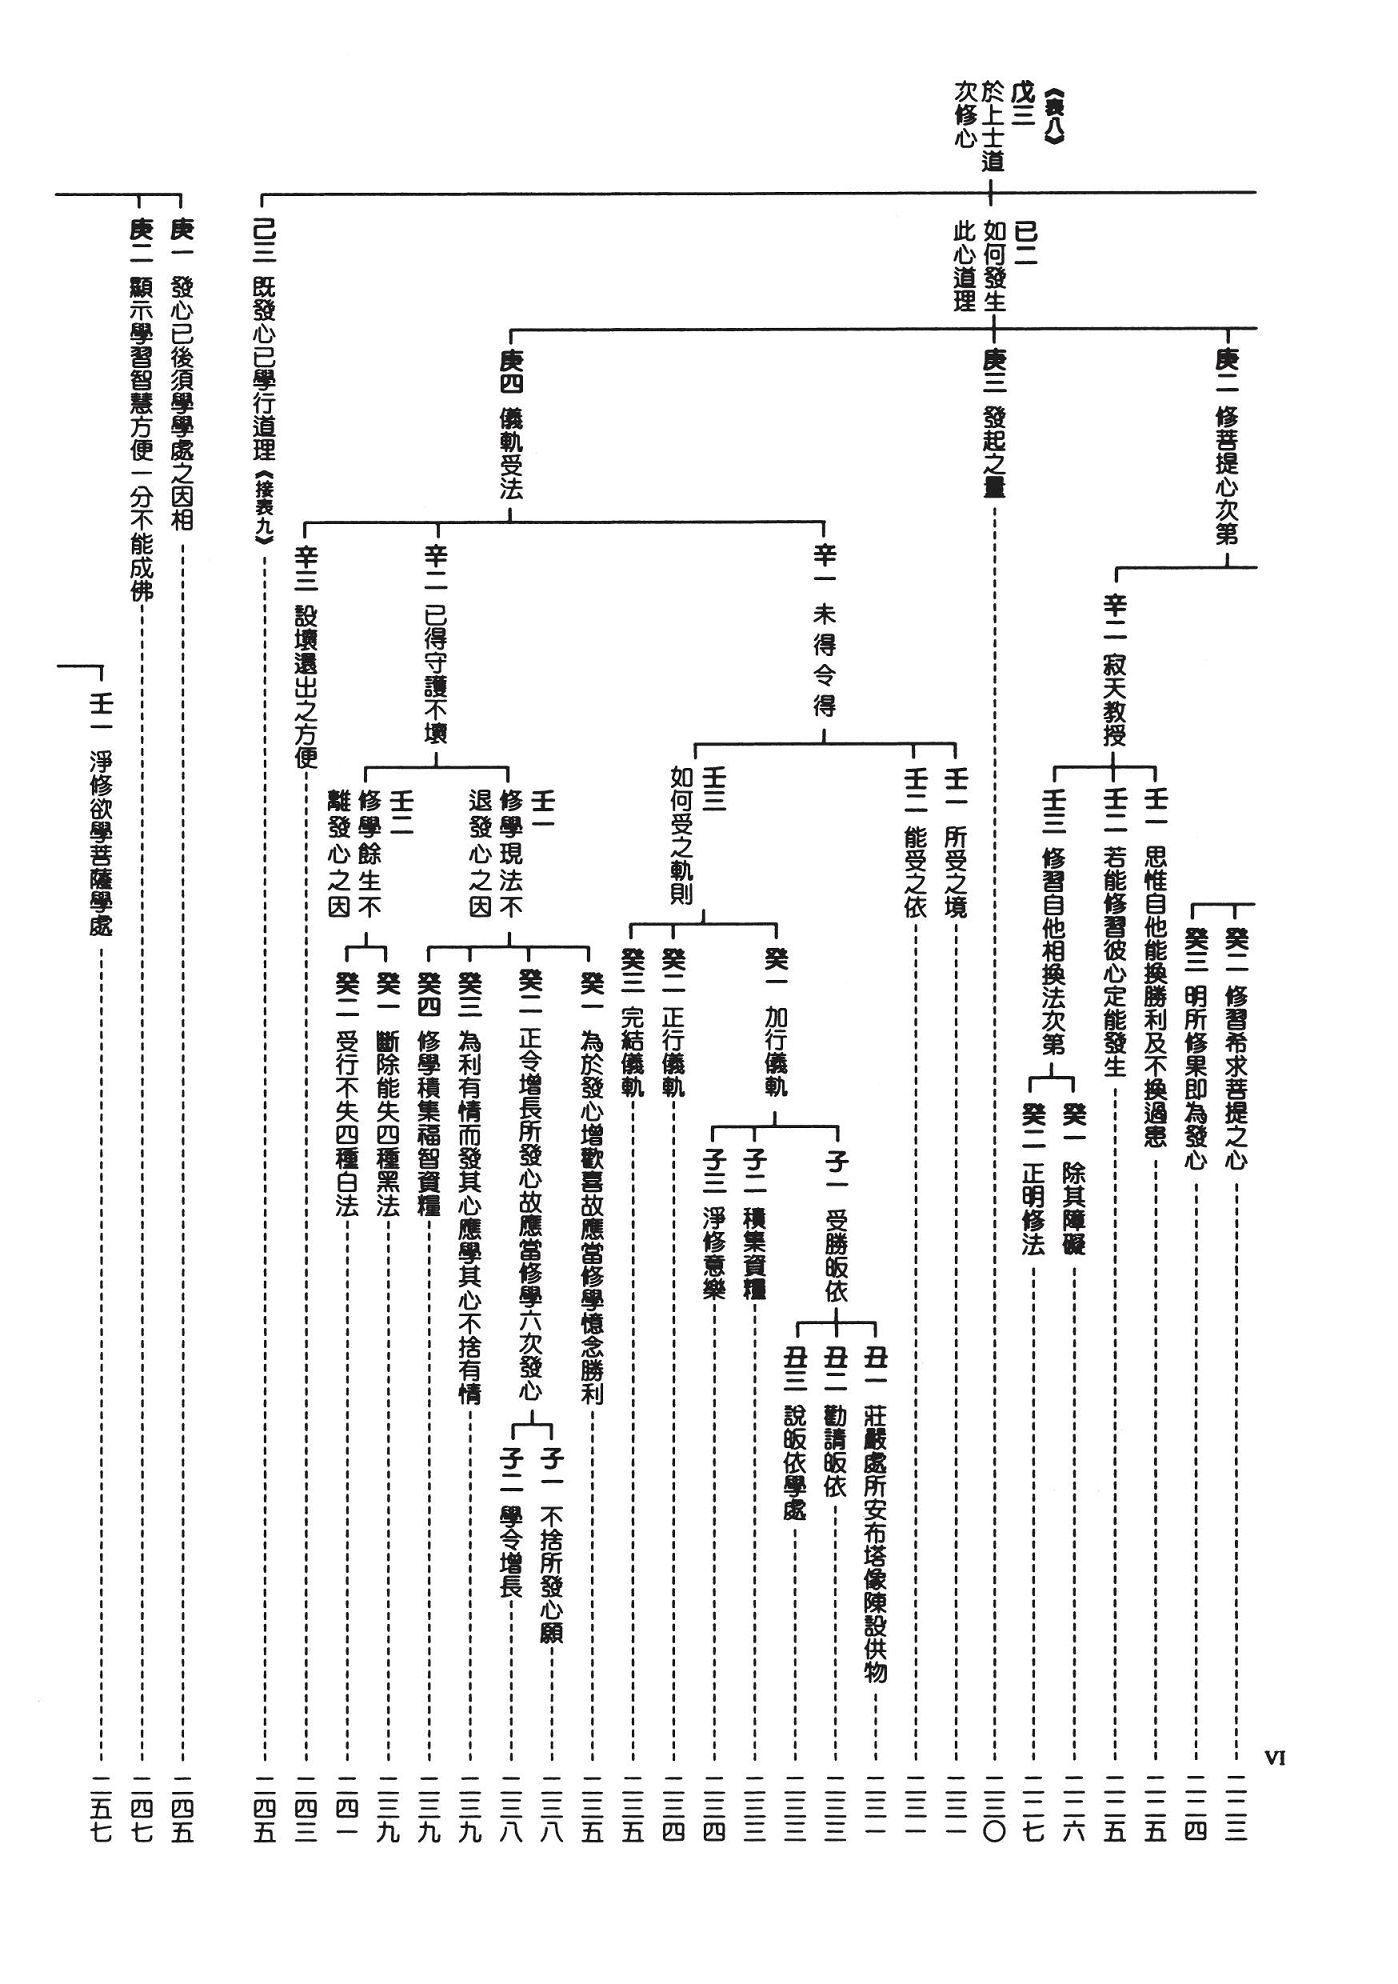 《表八》
戊三
於上士道
次修心
已二
如何發生
此心道理
庚二 修菩提心次第
癸二 修習希求菩提之心 二二三
癸三 明所修果即為發心 二二四
辛二 寂天教授
壬一 思惟自他能換勝利及不換過患 二二五
壬二 若能修習彼心定能發生 二二五
壬三 修習自他相換法次第
癸一 除其障礙 二二六
癸二 正明修法 二二七
庚三 發起之量 二三〇
庚四 儀軌受法
辛一 未得令得
壬一 所受之境 二三一
壬二 能受之依 二三一
壬三
如何受之軌則
癸一 加行儀軌
子一 受勝皈依
丑一 莊嚴處所安布塔像陳設供物 二三一
丑二 勸請皈依 二三三
丑三 說皈依學處 二三三
子二 積集資糧 二三三
子三 淨修意樂 二三四
癸二 正行儀軌 二三四
癸三 完結儀軌 二三五
辛二 已得守護不壞
壬一
修學現法不
退發心之因
癸一 為於發心增歡喜故應當修學憶念勝利 二三五
癸二 正令增長所發心故應當修學六次發心
子一 不捨所發心願 二三八
子二 學令增長 二三八
癸三 為利有情而發其心應學其心不捨有情 二三九
癸四 修學積集福智資糧 二三九
壬二
修學餘生不
離發心之因
癸一 斷除能失四種黑法 二三九
癸二 受行不失四種白法 二四一
辛三 設壞還出之方便 二四三
己三 既發心已學行道理《接表九》 二四五
庚一 發心已後須學學處之因相 二四五
庚二 顯示學習智慧方便一分不能成佛 二四七
壬一 淨修欲學菩薩學處 二五七
VI